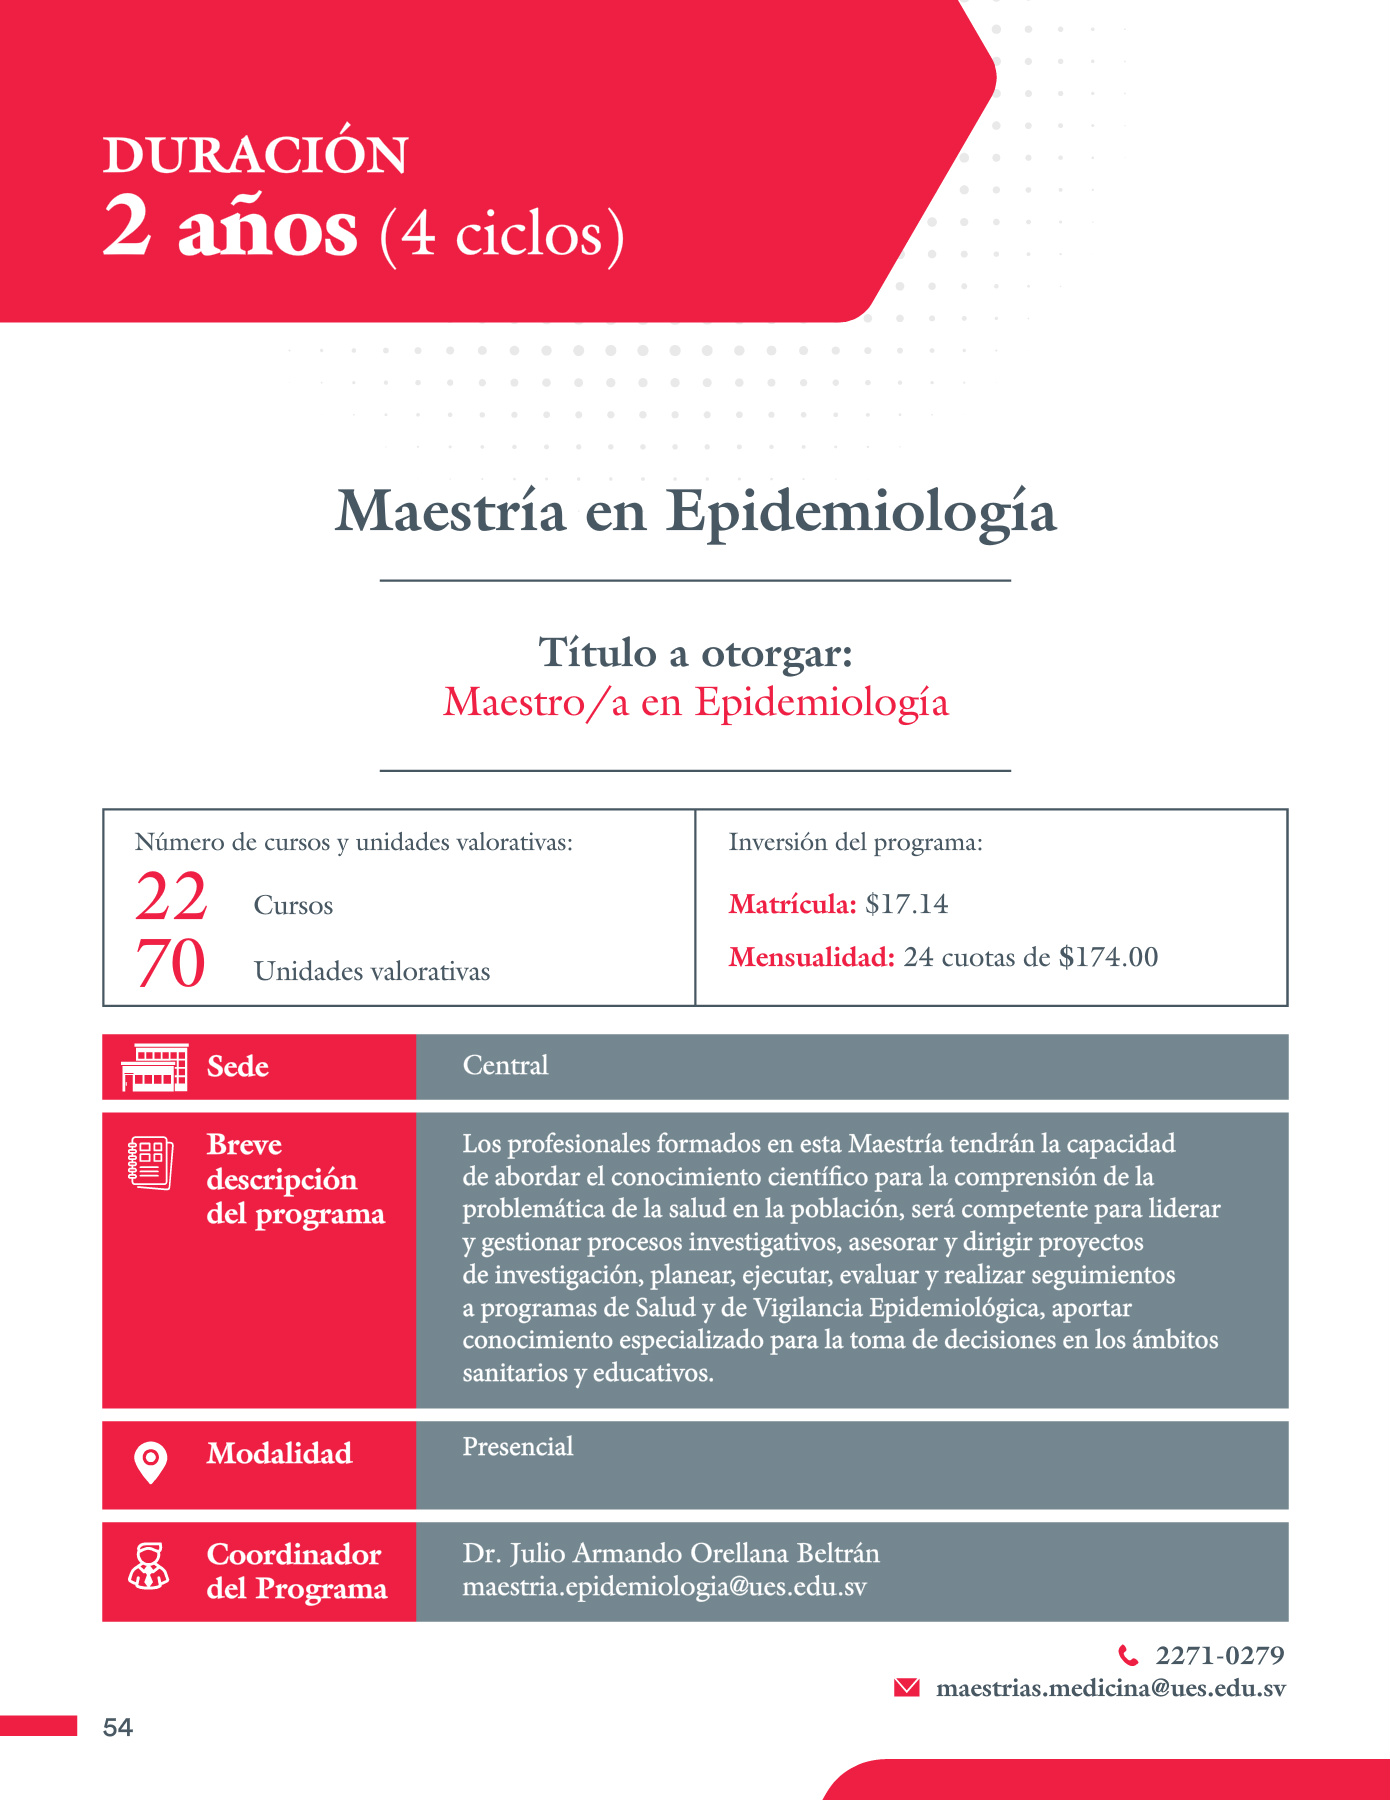 DURACIÓN
2 años (4 ciclos)
Maestría en Epidemiología
Título a otorgar:
Maestro/a en Epidemiología
Número de cursos y unidades valorativas:
22 Cursos
70 Unidades valorativas
Inversión del programa:
Matrícula: $17.14
Mensualidad: 24 cuotas de $174.00
Sede
Central
Breve
descripción
del programa
Los profesionales formados en esta Maestría tendrán la capacidad
de abordar el conocimiento científico para la comprensión de la
problemática de la salud en la población, será competente para liderar
y gestionar procesos investigativos, asesorar y dirigir proyectos
de investigación, planear, ejecutar, evaluar y realizar seguimientos
a programas de Salud y de Vigilancia Epidemiológica, aportar
conocimiento especializado para la toma de decisiones en los ámbitos
sanitarios y educativos.
Modalidad
Presencial
Coordinador
del Programa
Dr. Julio Armando Orellana Beltrán
maestria.epidemiologia@ues.edu.sv
2271-0279
maestrias.medicina@ues.edu.sv
54